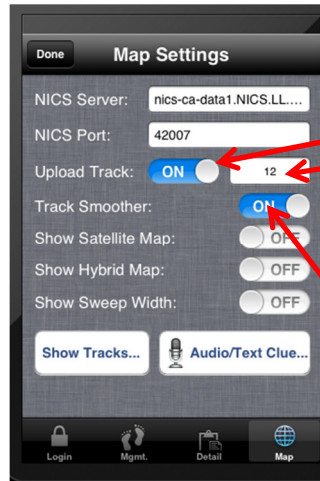 Done Map Settings
NICS Server: nics-ca-data1.NICS.LL....
NICS Port: 42007
Upload Track: ON 12
Track Smoother: ON
Show Satellite Map: OFF
Show Hybrid Map: OFF
Show Sweep Width: OFF
Show Tracks... Audio/Text Clue...
Login Mgmt. Detail Map